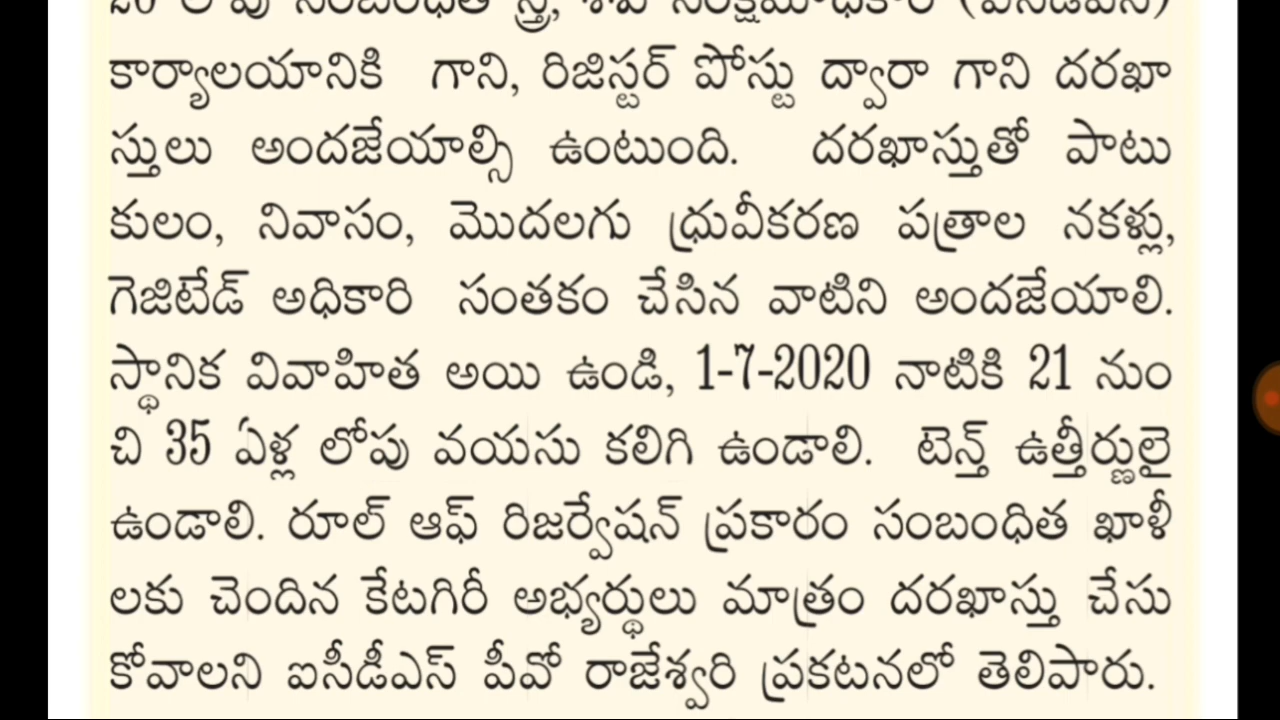 కార్యాలయానికి గాని, రిజిస్టర్ పోస్టు ద్వారా గాని దరఖా
స్తులు అందజేయాల్సి ఉంటుంది. దరఖాస్తుతో పాటు
కులం, నివాసం, మొదలగు ధ్రువీకరణ పత్రాల నకళ్లు,
గెజిటేడ్ అధికారి సంతకం చేసిన వాటిని అందజేయాలి.
స్థానిక వివాహిత అయి ఉండి, 1-7-2020 నాటికి 21 నుం
చి 35 ఏళ్ల లోపు వయసు కలిగి ఉండాలి. టెన్త్ ఉత్తీర్ణులై
ఉండాలి. రూల్ ఆఫ్ రిజర్వేషన్ ప్రకారం సంబంధిత ఖాళీ
లకు చెందిన కేటగిరీ అభ్యర్థులు మాత్రం దరఖాస్తు చేసు
కోవాలని ఐసీడీఎస్ పీవో రాజేశ్వరి ప్రకటనలో తెలిపారు.